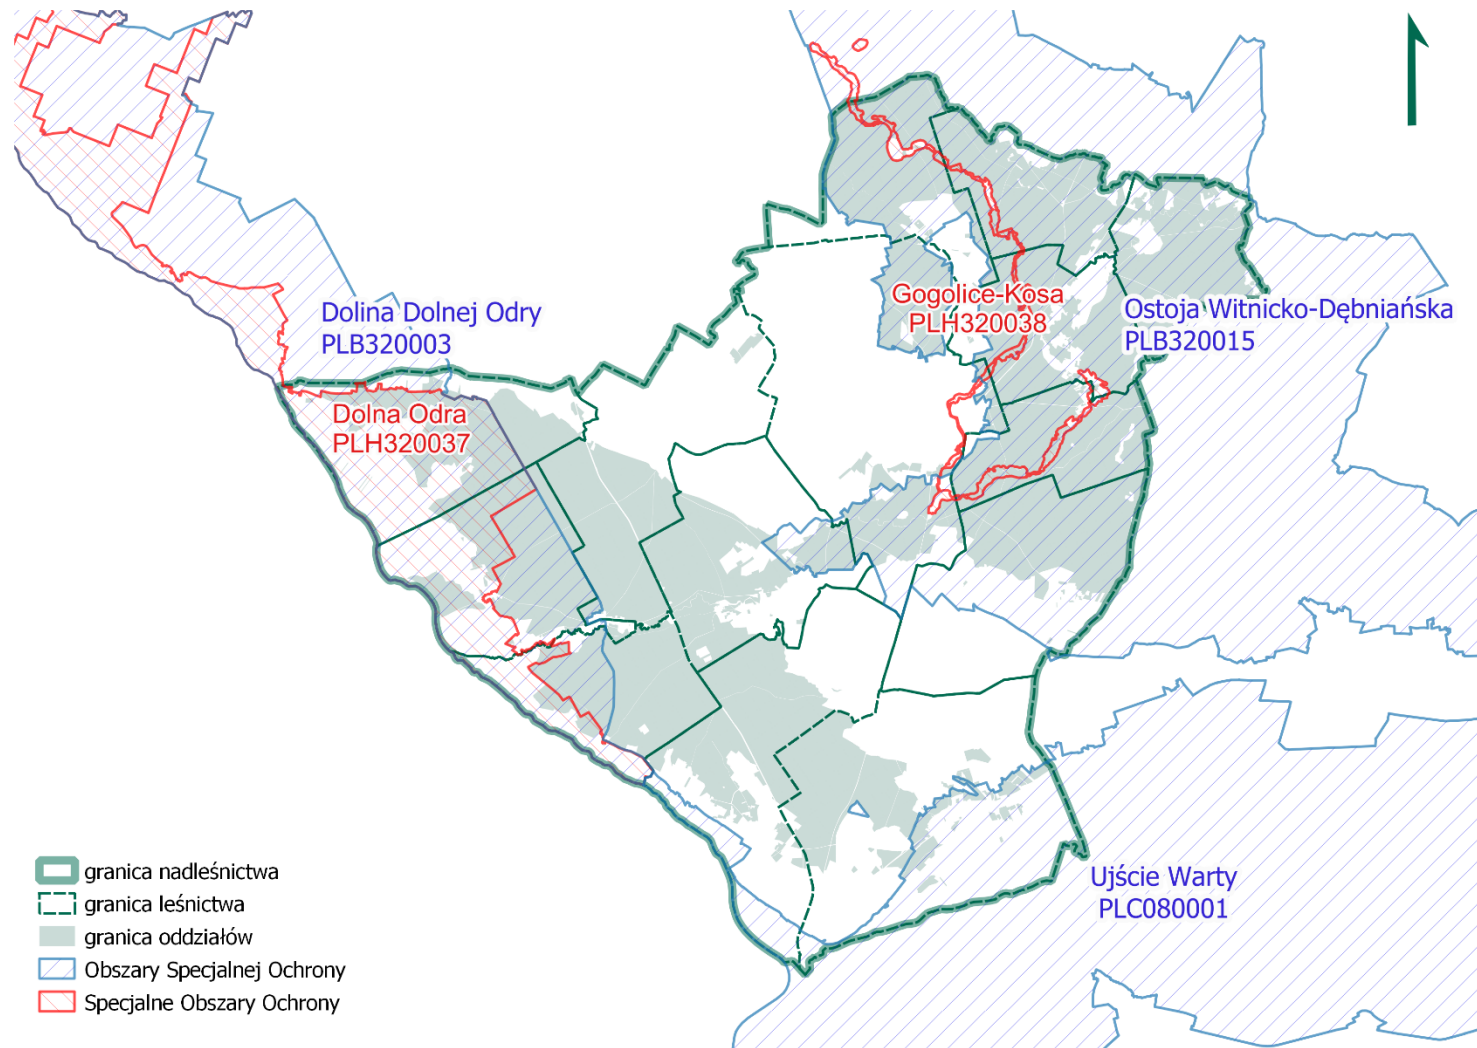 Gogolice-Kosa
PLH320038
Ostoja Witnicko-Dębniańska
PLB320015
Dolina Dolnej Odry
PLB320003
Dolna Odra
PLH320037
Ujście Warty
PLC080001
granica nadleśnictwa
granica leśnictwa
granica oddziałów
Obszary Specjalnej Ochrony
Specjalne Obszary Ochrony